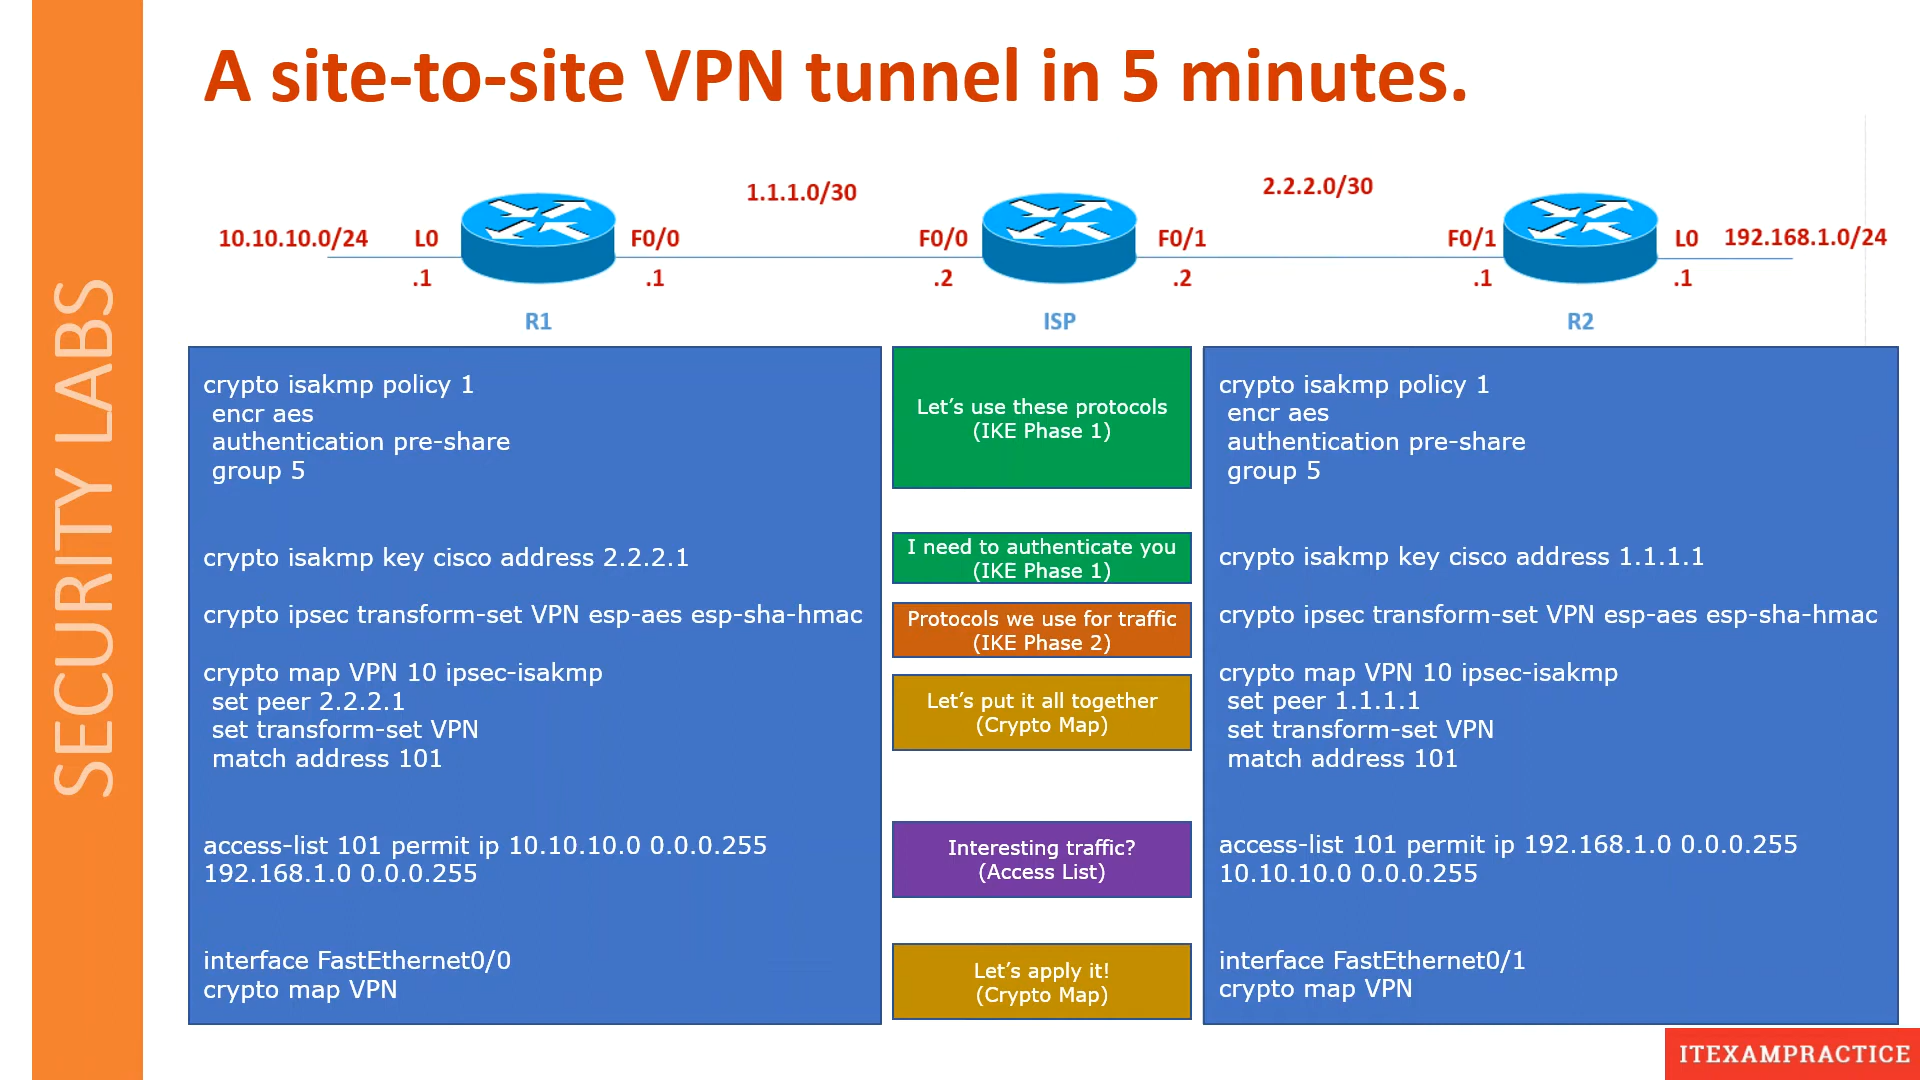 A site-to-site VPN tunnel in 5 minutes.
SECURITY LABS
1.1.1.0/30
2.2.2.0/30
10.10.10.0/24 L0 F0/0 F0/0 F0/1 F0/1 L0 192.168.1.0/24
.1 .1 .2 .2 .1 .1
R1 ISP R2
crypto isakmp policy 1
encr aes
authentication pre-share
group 5
crypto isakmp key cisco address 2.2.2.1
crypto ipsec transform-set VPN esp-aes esp-sha-hmac
crypto map VPN 10 ipsec-isakmp
set peer 2.2.2.1
set transform-set VPN
match address 101
access-list 101 permit ip 10.10.10.0 0.0.0.255
192.168.1.0 0.0.0.255
interface FastEthernet0/0
crypto map VPN
Let’s use these protocols
(IKE Phase 1)
I need to authenticate you
(IKE Phase 1)
Protocols we use for traffic
(IKE Phase 2)
Let’s put it all together
(Crypto Map)
Interesting traffic?
(Access List)
Let’s apply it!
(Crypto Map)
crypto isakmp policy 1
encr aes
authentication pre-share
group 5
crypto isakmp key cisco address 1.1.1.1
crypto ipsec transform-set VPN esp-aes esp-sha-hmac
crypto map VPN 10 ipsec-isakmp
set peer 1.1.1.1
set transform-set VPN
match address 101
access-list 101 permit ip 192.168.1.0 0.0.0.255
10.10.10.0 0.0.0.255
interface FastEthernet0/1
crypto map VPN
ITEXAMPRACTICE